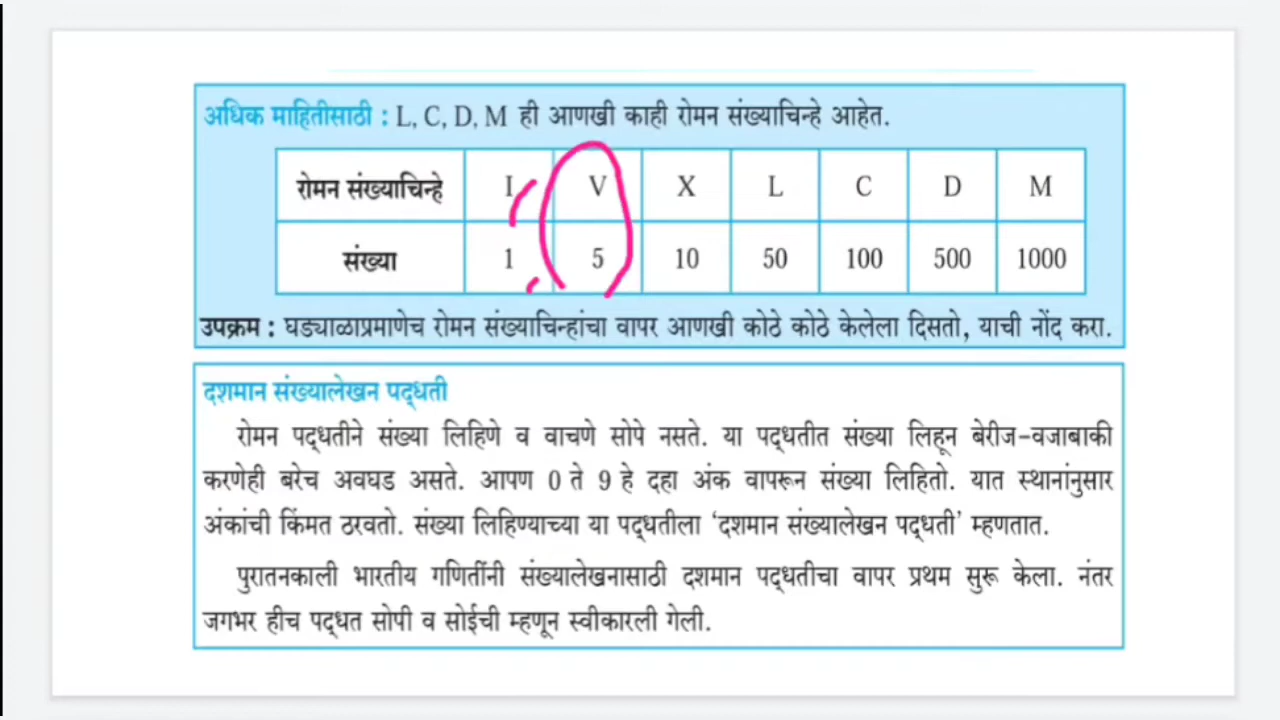 अधिक माहितीसाठी : L, C, D, M ही आणखी काही रोमन संख्याचिन्हे आहेत.
रोमन संख्याचिन्हे I V X L C D M
संख्या 1 5 10 50 100 500 1000
उपक्रम : घड्याळाप्रमाणेच रोमन संख्याचिन्हांचा वापर आणखी कोठे कोठे केलेला दिसतो, याची नोंद करा.
दशमान संख्यालेखन पद्धती
रोमन पद्धतीने संख्या लिहिणे व वाचणे सोपे नसते. या पद्धतीत संख्या लिहून बेरीज-वजाबाकी
करणेही बरेच अवघड असते. आपण 0 ते 9 हे दहा अंक वापरून संख्या लिहितो. यात स्थानांनुसार
अंकांची किंमत ठरवतो. संख्या लिहिण्याच्या या पद्धतीला ‘दशमान संख्यालेखन पद्धती’ म्हणतात.
पुरातनकाली भारतीय गणितींनी संख्यालेखनासाठी दशमान पद्धतीचा वापर प्रथम सुरू केला. नंतर
जगभर हीच पद्धत सोपी व सोईची म्हणून स्वीकारली गेली.